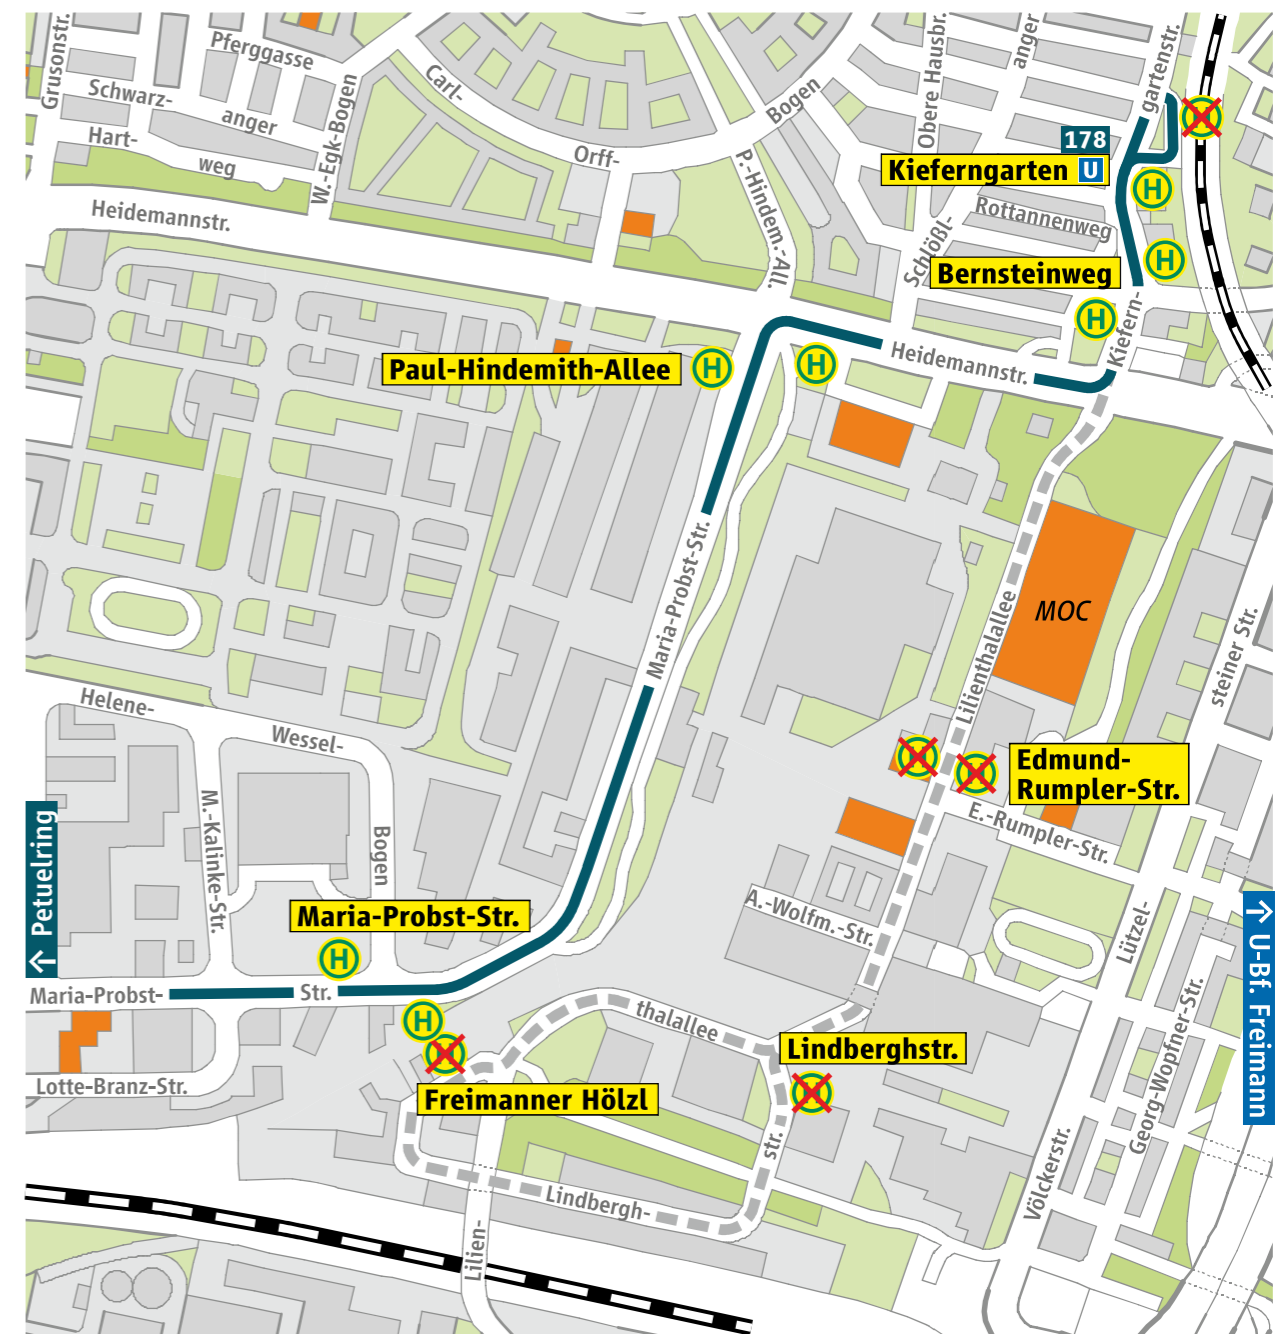 Grusonstr.
Pferggasse
Schwarz-
anger
Hart-
weg
W.-Egk-Bogen
Carl-
Orff-
Bogen
P.-Hindem.-All.
Obere Hausbr.
anger
gartenstr.
178
Kieferngarten U
H
Rottannenweg
Schlößl-
Heidemannstr.
Bernsteinweg
H
H
Kiefern-
Paul-Hindemith-Allee
H
H
Heidemannstr.
Maria-Probst-Str.
Lilienthalallee
MOC
steiner Str.
Helene-
Wessel-
Bogen
M.-Kalinke-Str.
Edmund-
Rumpler-Str.
E.-Rumpler-Str.
A.-Wolfm.-Str.
Lützel-
← Petuelring
Maria-Probst-Str.
H
Maria-Probst-
Str.
H
Lotte-Branz-Str.
Freimanner Hölzl
thalallee
Lindberghstr.
str.
Lindbergh-
Lilien-
Völckerstr.
Georg-Wopfner-Str.
← U-Bf. Freimann